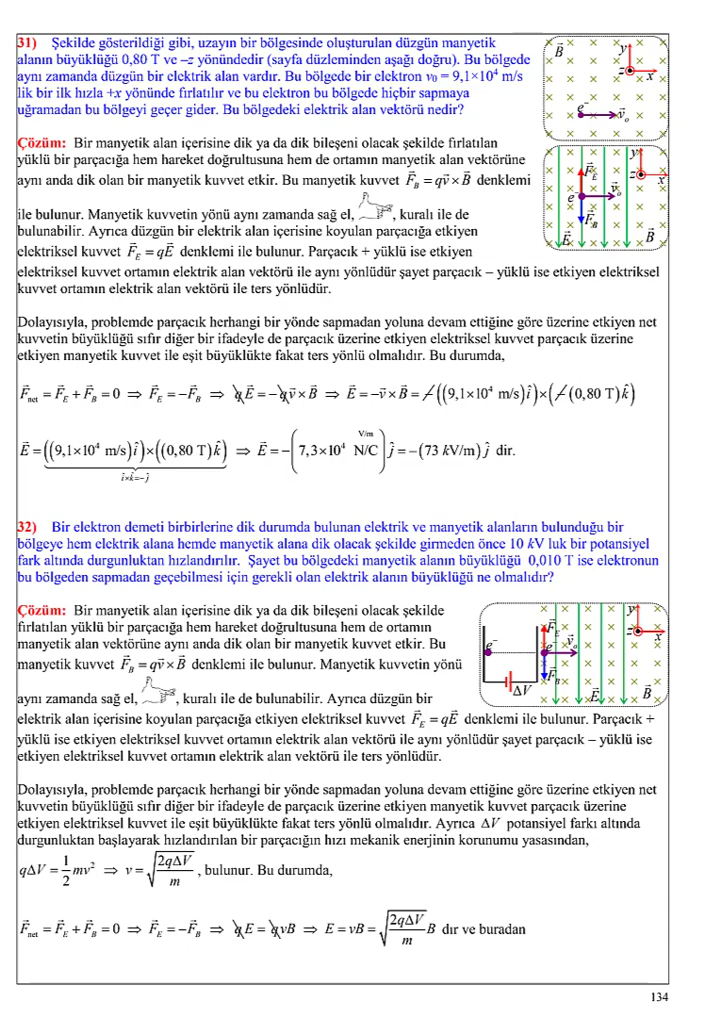 31) Şekilde gösterildiği gibi, uzayın bir bölgesinde oluşturulan düzgün manyetik
alanın büyüklüğü 0,80 T ve –z yönündedir (sayfa düzleminden aşağı doğru). Bu bölgede
aynı zamanda düzgün bir elektrik alan vardır. Bu bölgede bir elektron v₀ = 9,1×10⁴ m/s
lik bir ilk hızla +x yönünde fırlatılır ve bu elektron bu bölgede hiçbir sapmaya
uğramadan bu bölgeyi geçer gider. Bu bölgedeki elektrik alan vektörü nedir?
B⃗ y z x
e⁻ v⃗ₒ
Çözüm: Bir manyetik alan içerisine dik ya da dik bileşeni olacak şekilde fırlatılan
yüklü bir parçacığa hem hareket doğrultusuna hem de ortamın manyetik alan vektörüne
aynı anda dik olan bir manyetik kuvvet etkir. Bu manyetik kuvvet F⃗_B = qv⃗ × B⃗ denklemi
ile bulunur. Manyetik kuvvetin yönü aynı zamanda sağ el, , kuralı ile de
bulunabilir. Ayrıca düzgün bir elektrik alan içerisine koyulan parçacığa etkiyen
elektriksel kuvvet F⃗_E = qE⃗ denklemi ile bulunur. Parçacık + yüklü ise etkiyen
y z x
F⃗_E
e⁻ v⃗ₒ
F⃗_B
E⃗ B⃗
elektriksel kuvvet ortamın elektrik alan vektörü ile aynı yönlüdür şayet parçacık – yüklü ise etkiyen elektriksel
kuvvet ortamın elektrik alan vektörü ile ters yönlüdür.
Dolayısıyla, problemde parçacık herhangi bir yönde sapmadan yoluna devam ettiğine göre üzerine etkiyen net
kuvvetin büyüklüğü sıfır diğer bir ifadeyle de parçacık üzerine etkiyen elektriksel kuvvet parçacık üzerine
etkiyen manyetik kuvvet ile eşit büyüklükte fakat ters yönlü olmalıdır. Bu durumda,
F⃗_net = F⃗_E + F⃗_B = 0 ⇒ F⃗_E = −F⃗_B ⇒ qE⃗ = −qv⃗ × B⃗ ⇒ E⃗ = −v⃗ × B⃗ = −((9,1×10⁴ m/s)î)×(−(0,80 T)k̂)
E⃗ = ((9,1×10⁴ m/s)î)×((0,80 T)k̂) ⇒ E⃗ = −(7,3×10⁴ N/C)ĵ = −(73 kV/m)ĵ dir.
V/m
î×k̂=−ĵ
32) Bir elektron demeti birbirlerine dik durumda bulunan elektrik ve manyetik alanların bulunduğu bir
bölgeye hem elektrik alana hemde manyetik alana dik olacak şekilde girmeden önce 10 kV luk bir potansiyel
fark altında durgunluktan hızlandırılır. Şayet bu bölgedeki manyetik alanın büyüklüğü 0,010 T ise elektronun
bu bölgeden sapmadan geçebilmesi için gerekli olan elektrik alanın büyüklüğü ne olmalıdır?
Çözüm: Bir manyetik alan içerisine dik ya da dik bileşeni olacak şekilde
fırlatılan yüklü bir parçacığa hem hareket doğrultusuna hem de ortamın
manyetik alan vektörüne aynı anda dik olan bir manyetik kuvvet etkir. Bu
manyetik kuvvet F⃗_B = qv⃗ × B⃗ denklemi ile bulunur. Manyetik kuvvetin yönü
aynı zamanda sağ el, , kuralı ile de bulunabilir. Ayrıca düzgün bir
y z x
F⃗_E
e⁻ e⁻ v⃗ₒ
F⃗_B
ΔV E⃗ B⃗
elektrik alan içerisine koyulan parçacığa etkiyen elektriksel kuvvet F⃗_E = qE⃗ denklemi ile bulunur. Parçacık +
yüklü ise etkiyen elektriksel kuvvet ortamın elektrik alan vektörü ile aynı yönlüdür şayet parçacık – yüklü ise
etkiyen elektriksel kuvvet ortamın elektrik alan vektörü ile ters yönlüdür.
Dolayısıyla, problemde parçacık herhangi bir yönde sapmadan yoluna devam ettiğine göre üzerine etkiyen net
kuvvetin büyüklüğü sıfır diğer bir ifadeyle de parçacık üzerine etkiyen manyetik kuvvet parçacık üzerine
etkiyen elektriksel kuvvet ile eşit büyüklükte fakat ters yönlü olmalıdır. Ayrıca ΔV potansiyel farkı altında
durgunluktan başlayarak hızlandırılan bir parçacığın hızı mekanik enerjinin korunumu yasasından,
qΔV = 1/2 mv² ⇒ v = √(2qΔV/m) , bulunur. Bu durumda,
F⃗_net = F⃗_E + F⃗_B = 0 ⇒ F⃗_E = −F⃗_B ⇒ qE = qvB ⇒ E = vB = √(2qΔV/m) B dır ve buradan
134